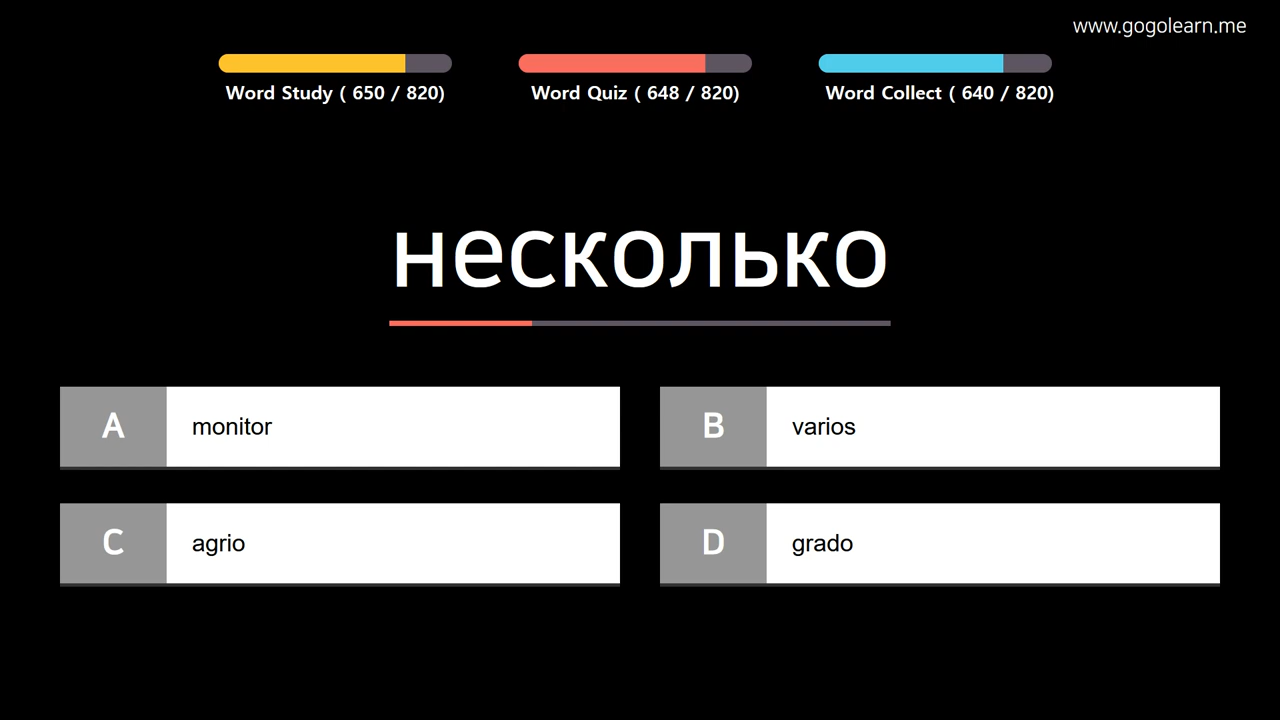 www.gogolearn.me
Word Study ( 650 / 820)
Word Quiz ( 648 / 820)
Word Collect ( 640 / 820)
несколько
A monitor
B varios
C agrio
D grado